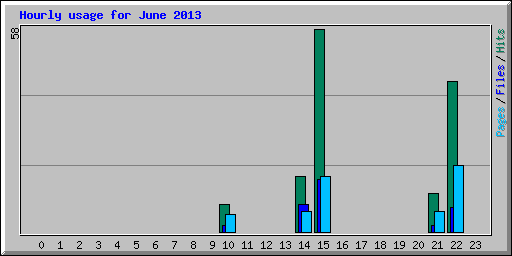 Hourly usage for June 2013
58
Pages/Files/Hits
0 1 2 3 4 5 6 7 8 9 10 11 12 13 14 15 16 17 18 19 20 21 22 23